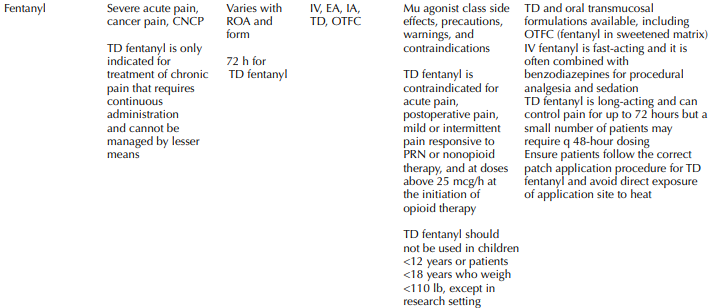 Fentanyl
Severe acute pain,
cancer pain, CNCP
TD fentanyl is only
indicated for
treatment of chronic
pain that requires
continuous
administration
and cannot be
managed by lesser
means
Varies with
ROA and
form
72 h for
TD fentanyl
IV, EA, IA,
TD, OTFC
Mu agonist class side
effects, precautions,
warnings, and
contraindications
TD fentanyl is
contraindicated for
acute pain,
postoperative pain,
mild or intermittent
pain responsive to
PRN or nonopioid
therapy, and at doses
above 25 mcg/h at
the initiation of
opioid therapy
TD fentanyl should
not be used in children
<12 years or patients
<18 years who weigh
<110 lb, except in
research setting
TD and oral transmucosal
formulations available, including
OTFC (fentanyl in sweetened matrix)
IV fentanyl is fast-acting and it is
often combined with
benzodiazepines for procedural
analgesia and sedation
TD fentanyl is long-acting and can
control pain for up to 72 hours but a
small number of patients may
require q 48-hour dosing
Ensure patients follow the correct
patch application procedure for TD
fentanyl and avoid direct exposure
of application site to heat